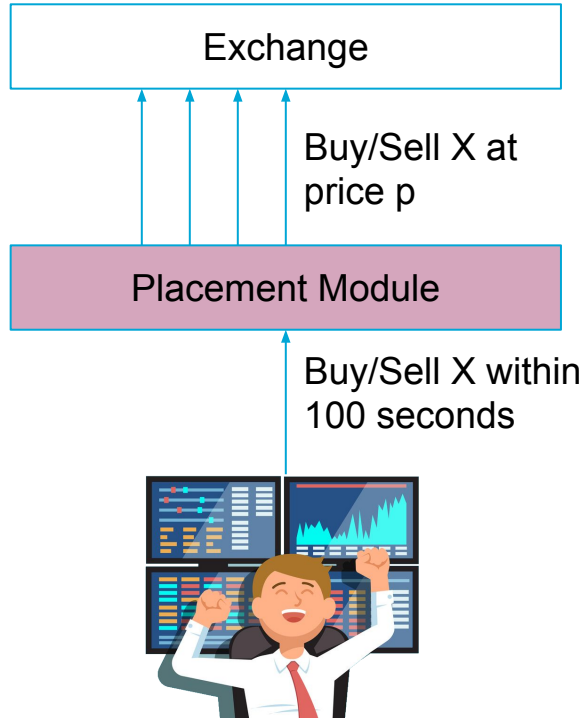 Exchange
Buy/Sell X at
price p
Placement Module
Buy/Sell X within
100 seconds